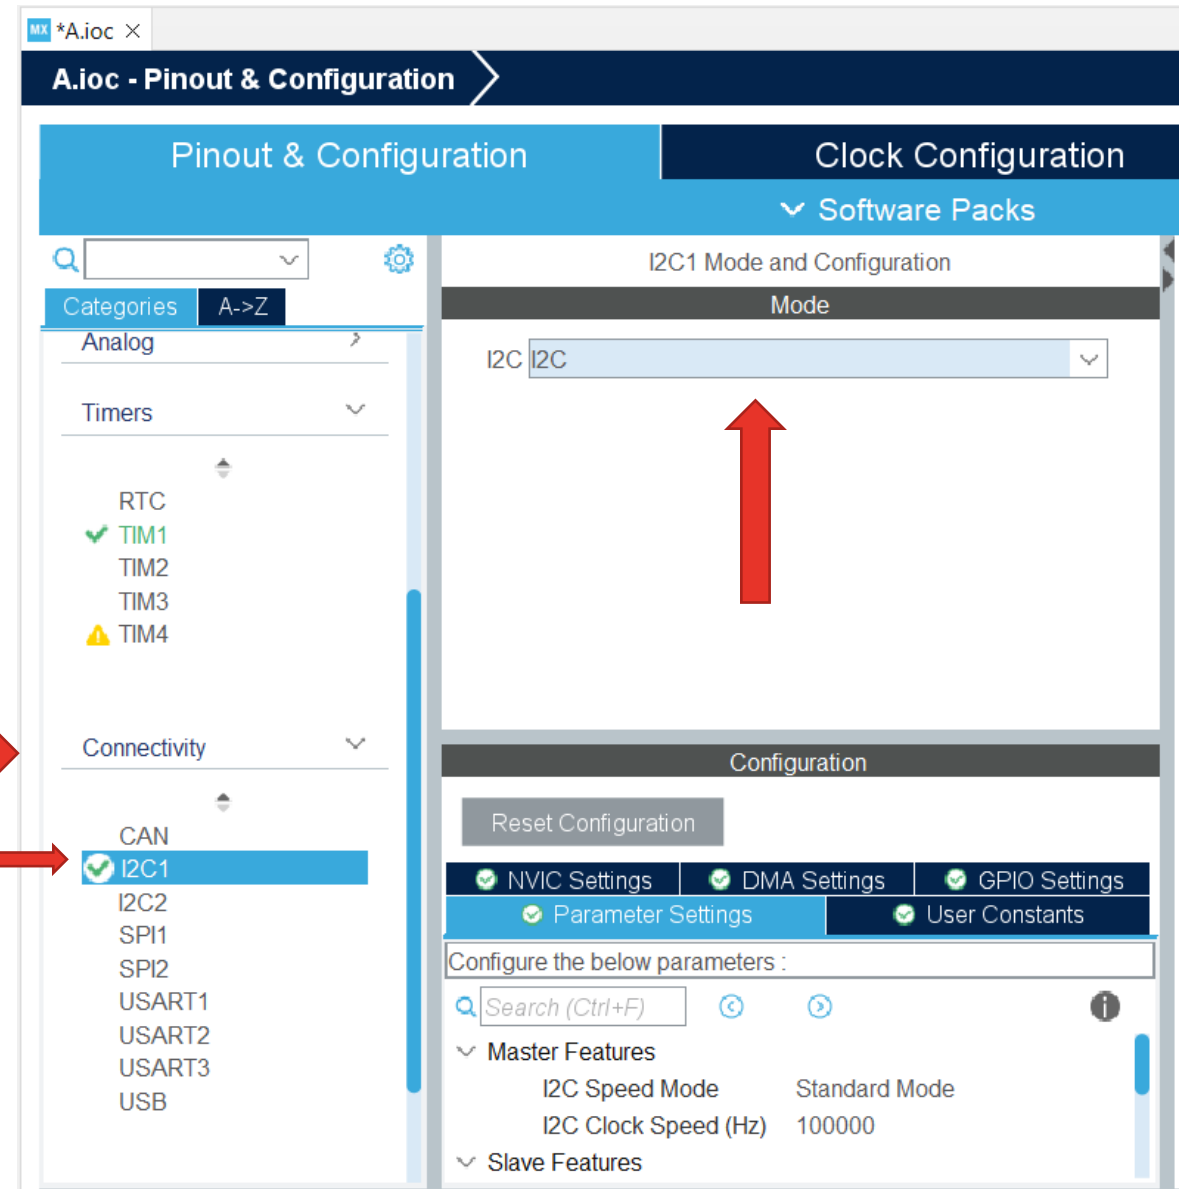 MX *A.ioc
A.ioc - Pinout & Configuration
Pinout & Configuration
Clock Configuration
Software Packs
Categories
A->Z
Analog
Timers
RTC
TIM1
TIM2
TIM3
TIM4
Connectivity
CAN
I2C1
I2C2
SPI1
SPI2
USART1
USART2
USART3
USB
I2C1 Mode and Configuration
Mode
I2C I2C
Configuration
Reset Configuration
NVIC Settings
DMA Settings
GPIO Settings
Parameter Settings
User Constants
Configure the below parameters :
Search (Ctrl+F)
Master Features
I2C Speed Mode Standard Mode
I2C Clock Speed (Hz) 100000
Slave Features